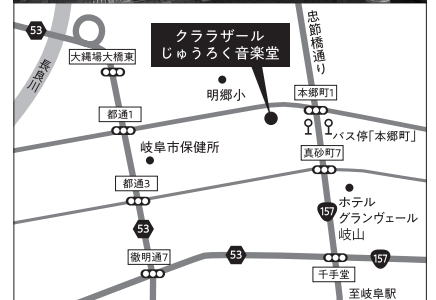 53
大縄場大橋東
長良川
クララザール
じゅうろく音楽堂
忠節橋通り
明郷小
本郷町1
都通1
バス停「本郷町」
岐阜市保健所
真砂町7
都通3
ホテル
グランヴェール
岐山
157
53
徹明通7
53
157
千手堂
至岐阜駅